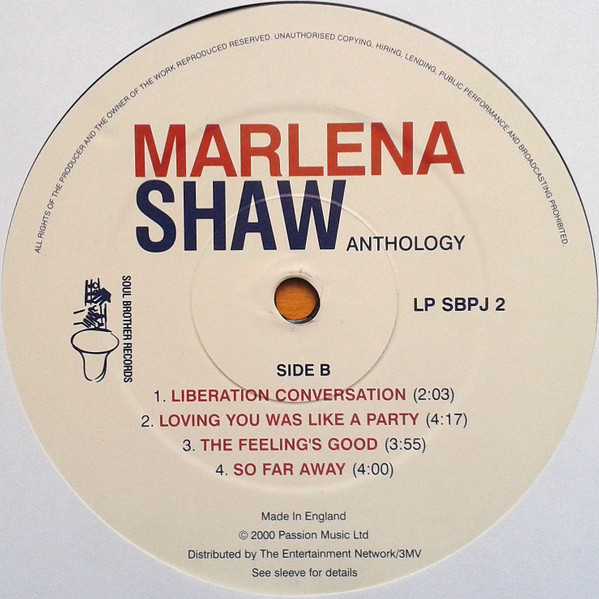 ALL RIGHTS OF THE PRODUCER AND THE OWNER OF THE WORK REPRODUCED RESERVED. UNAUTHORISED COPYING, HIRING, LENDING, PUBLIC PERFORMANCE AND BROADCASTING PROHIBITED.
MARLENA
SHAW ANTHOLOGY
LP SBPJ 2
SOUL BROTHER RECORDS
SIDE B
1. LIBERATION CONVERSATION (2:03)
2. LOVING YOU WAS LIKE A PARTY (4:17)
3. THE FEELING'S GOOD (3:55)
4. SO FAR AWAY (4:00)
Made In England
© 2000 Passion Music Ltd
Distributed by The Entertainment Network/3MV
See sleeve for details